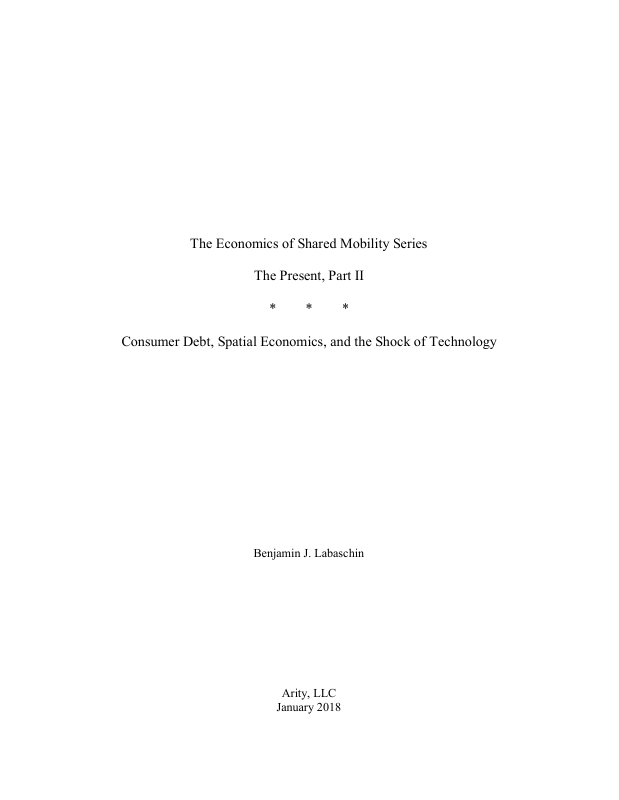 The Economics of Shared Mobility Series
The Present, Part II
* * *
Consumer Debt, Spatial Economics, and the Shock of Technology
Benjamin J. Labaschin
Arity, LLC
January 2018